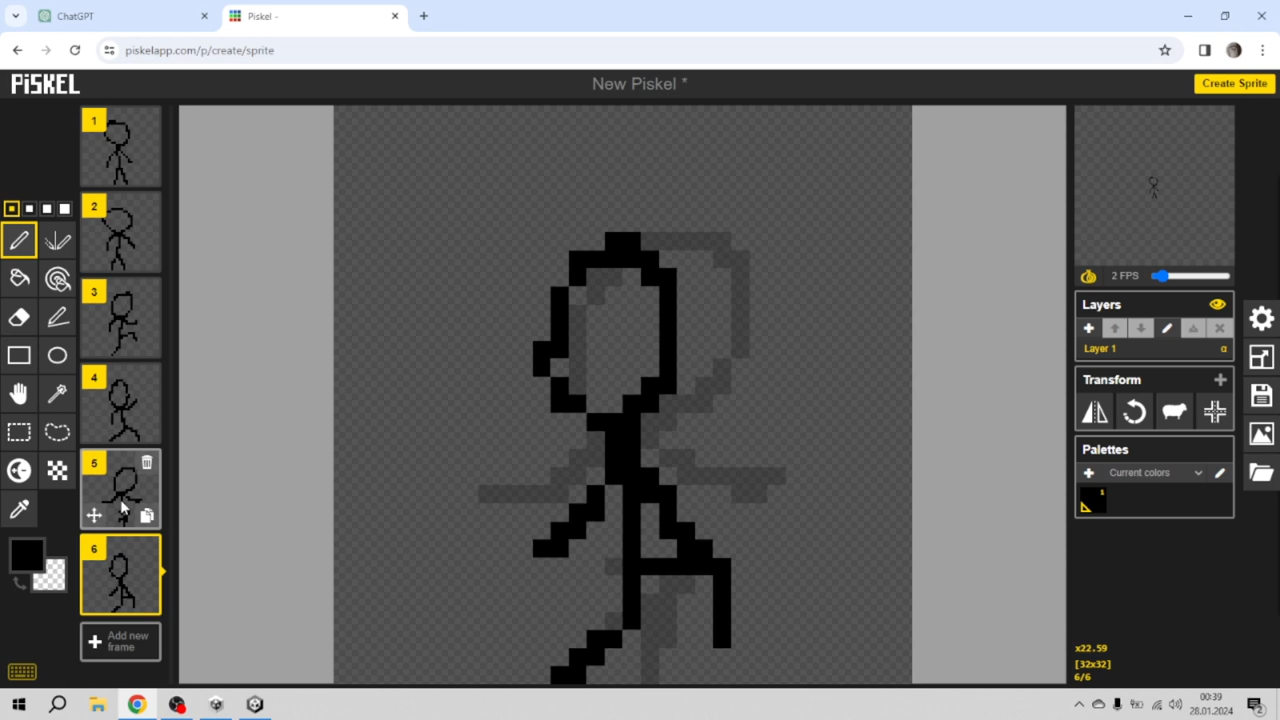 ChatGPT
Piskel -
piskelapp.com/p/create/sprite
PiSKEL
New Piskel *
Create Sprite
1
2
3
4
5
6
Add new
frame
2 FPS
Layers
Layer 1
α
Transform
Palettes
Current colors
1
x22.59
[32x32]
6/6
00:39
28.01.2024
2